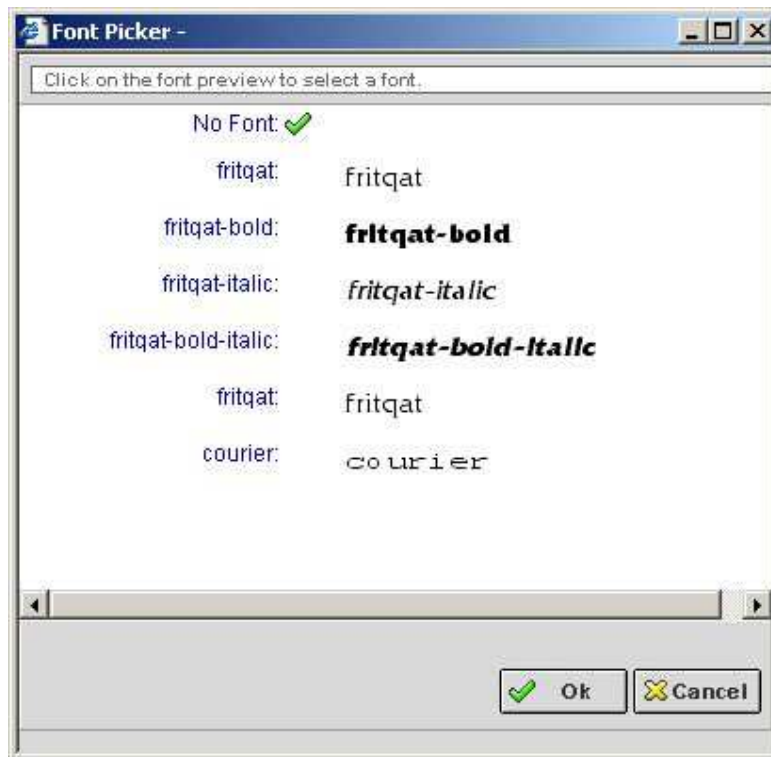 Font Picker -
Click on the font preview to select a font.
No Font:
fritqat: fritqat
fritqat-bold: fritqat-bold
fritqat-italic: fritqat-italic
fritqat-bold-italic: fritqat-bold-italic
fritqat: fritqat
courier: courier
Ok Cancel